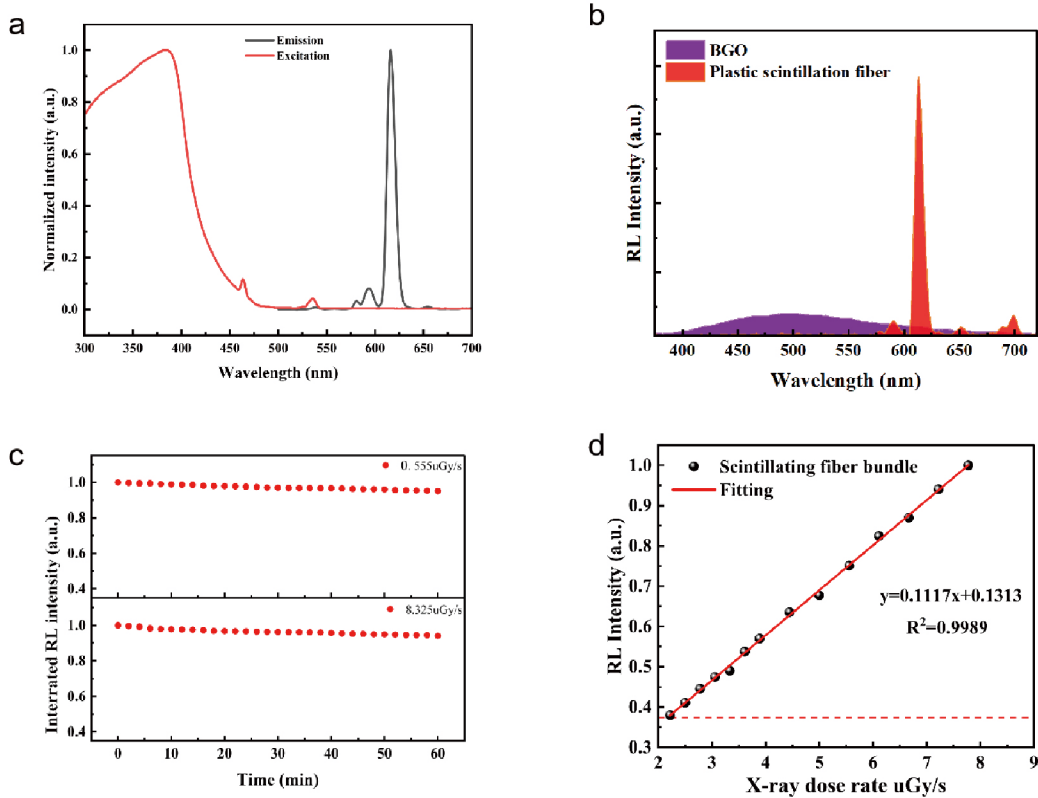 a
Emission
Excitation
1.0
0.8
0.6
0.4
0.2
0.0
Normalized intensity (a.u.)
300 350 400 450 500 550 600 650 700
Wavelength (nm)
b
BGO
Plastic scintillation fiber
RL Intensity (a.u.)
400 450 500 550 600 650 700
Wavelength (nm)
c
0. 555uGy/s
1.0
0.8
0.6
0.4
8.325uGy/s
1.0
0.8
0.6
0.4
Interrated RL intensity (a.u.)
0 10 20 30 40 50 60
Time (min)
d
Scintillating fiber bundle
Fitting
1.0
0.9
0.8
0.7
0.6
0.5
0.4
0.3
RL Intensity (a.u.)
y=0.1117x+0.1313
R²=0.9989
2 3 4 5 6 7 8 9
X-ray dose rate uGy/s